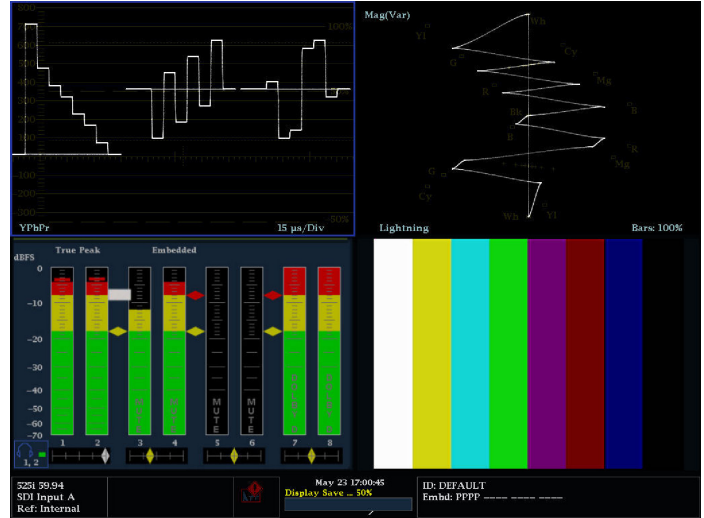 800
700
600
500
400
300
200
100
-100
-200
-300
100%
-50%
YPbPr
15 µs/Div
Mag(Var)
Wh
Yl
Cy
G
Mg
R
B
Bk
B
R
G
Mg
Cy
Wh
Yl
Lightning
Bars: 100%
True Peak
Embedded
dBFS
0
-10
-20
-30
-40
-50
-60
-70
MUTE
MUTE
1
2
3
4
5
6
7
8
1, 2
525i 59.94
SDI Input A
Ref: Internal
May 23 17:00:45
Display Save ... 50%
ID: DEFAULT
Embd: PPPP ---- ---- ----